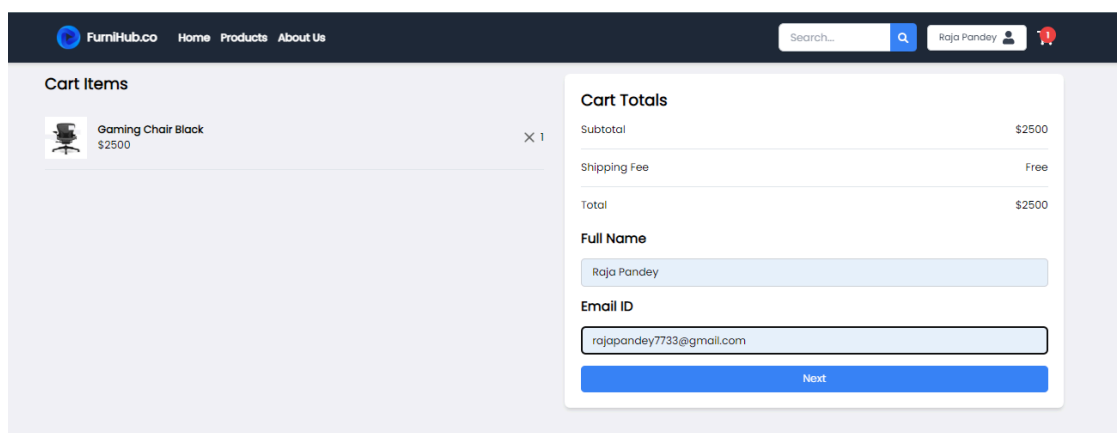 FurniHub.co Home Products About Us Search... Raja Pandey 1
Cart Items
Gaming Chair Black
$2500
× 1
Cart Totals
Subtotal $2500
Shipping Fee Free
Total $2500
Full Name
Raja Pandey
Email ID
rajapandey7733@gmail.com
Next